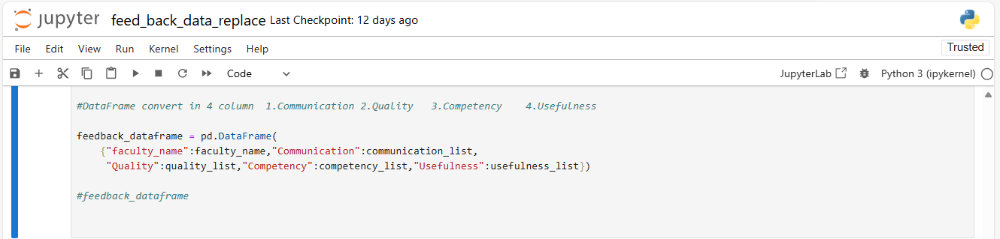 jupyter feed_back_data_replace Last Checkpoint: 12 days ago
File Edit View Run Kernel Settings Help Trusted
Code JupyterLab Python 3 (ipykernel)
#DataFrame convert in 4 column  1.Communication 2.Quality   3.Competency    4.Usefulness
feedback_dataframe = pd.DataFrame(
    {"faculty_name":faculty_name,"Communication":communication_list,
     "Quality":quality_list,"Competency":competency_list,"Usefulness":usefulness_list})
#feedback_dataframe